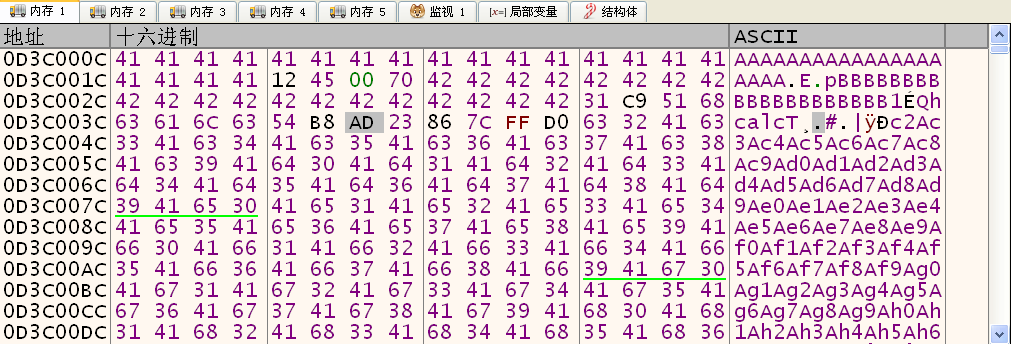 内存 1 内存 2 内存 3 内存 4 内存 5 监视 1 [x]= 局部变量 结构体
地址 十六进制 ASCII
0D3C000C 41 41 41 41 41 41 41 41 41 41 41 41 41 41 41 41 AAAAAAAAAAAAAAAA
0D3C001C 41 41 41 41 12 45 00 70 42 42 42 42 42 42 42 42 AAAA.E.pBBBBBBBB
0D3C002C 42 42 42 42 42 42 42 42 42 42 42 42 31 C9 51 68 BBBBBBBBBBBB1ÉQh
0D3C003C 63 61 6C 63 54 B8 AD 23 86 7C FF D0 63 32 41 63 calcT¸.#.|ÿÐc2Ac
0D3C004C 33 41 63 34 41 63 35 41 63 36 41 63 37 41 63 38 3Ac4Ac5Ac6Ac7Ac8
0D3C005C 41 63 39 41 64 30 41 64 31 41 64 32 41 64 33 41 Ac9Ad0Ad1Ad2Ad3A
0D3C006C 64 34 41 64 35 41 64 36 41 64 37 41 64 38 41 64 d4Ad5Ad6Ad7Ad8Ad
0D3C007C 39 41 65 30 41 65 31 41 65 32 41 65 33 41 65 34 9Ae0Ae1Ae2Ae3Ae4
0D3C008C 41 65 35 41 65 36 41 65 37 41 65 38 41 65 39 41 Ae5Ae6Ae7Ae8Ae9A
0D3C009C 66 30 41 66 31 41 66 32 41 66 33 41 66 34 41 66 f0Af1Af2Af3Af4Af
0D3C00AC 35 41 66 36 41 66 37 41 66 38 41 66 39 41 67 30 5Af6Af7Af8Af9Ag0
0D3C00BC 41 67 31 41 67 32 41 67 33 41 67 34 41 67 35 41 Ag1Ag2Ag3Ag4Ag5A
0D3C00CC 67 36 41 67 37 41 67 38 41 67 39 41 68 30 41 68 g6Ag7Ag8Ag9Ah0Ah
0D3C00DC 31 41 68 32 41 68 33 41 68 34 41 68 35 41 68 36 1Ah2Ah3Ah4Ah5Ah6